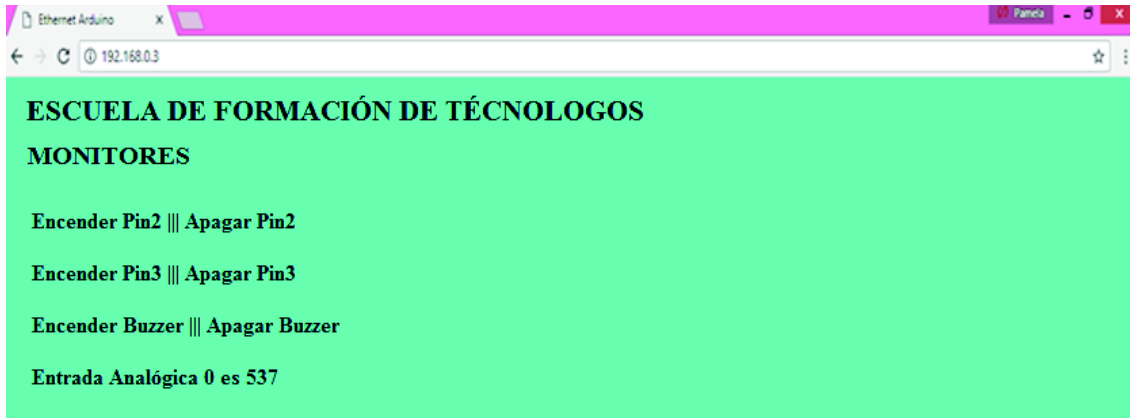 Ethernet Arduino
Pamela
192.168.0.3
ESCUELA DE FORMACIÓN DE TÉCNOLOGOS
MONITORES
Encender Pin2 ||| Apagar Pin2
Encender Pin3 ||| Apagar Pin3
Encender Buzzer ||| Apagar Buzzer
Entrada Analógica 0 es 537